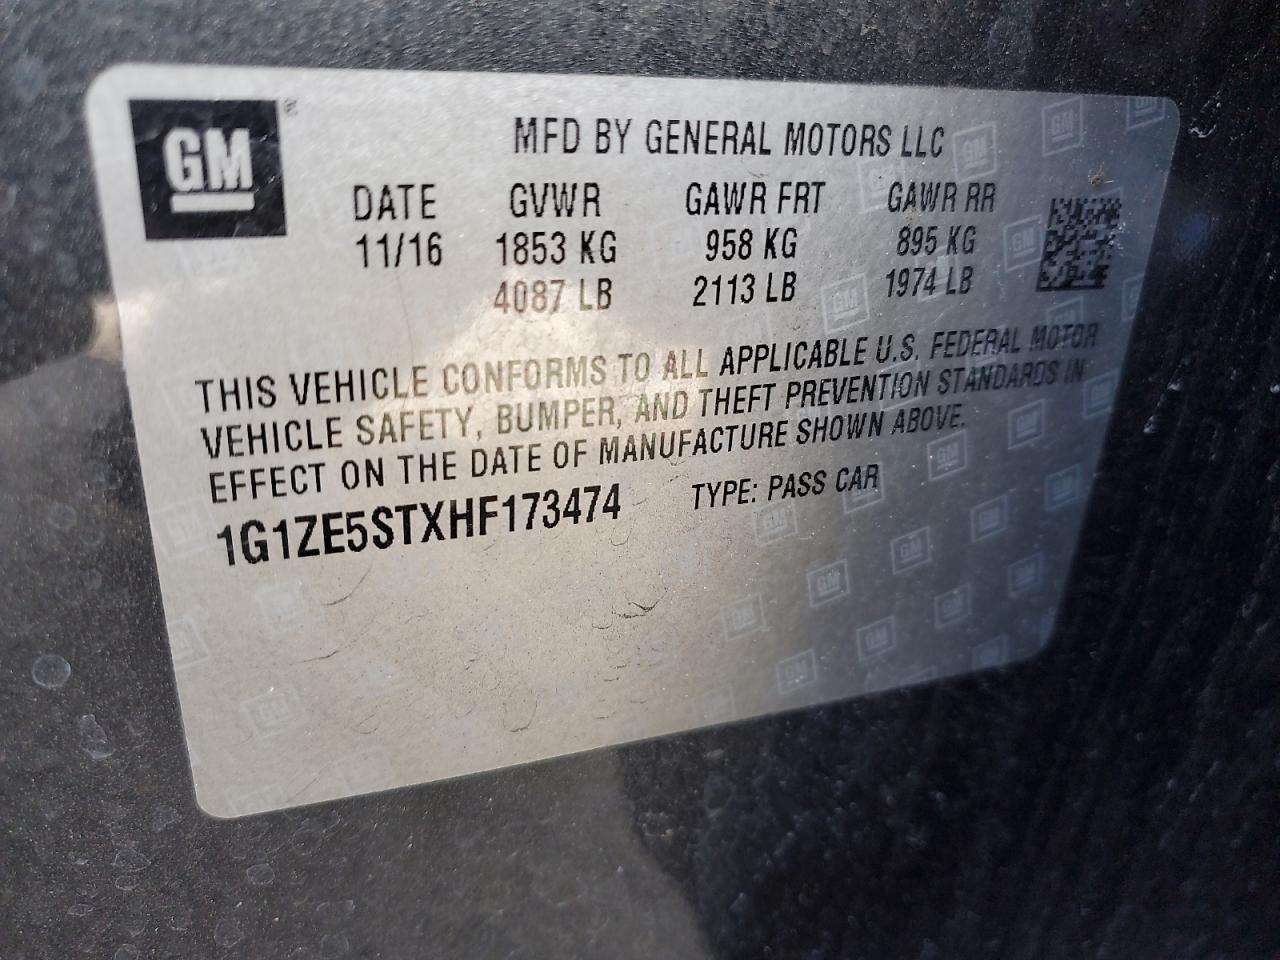 GM ®
MFD BY GENERAL MOTORS LLC
DATE GVWR GAWR FRT GAWR RR
11/16 1853 KG 958 KG 895 KG
4087 LB 2113 LB 1974 LB
THIS VEHICLE CONFORMS TO ALL APPLICABLE U.S. FEDERAL MOTOR
VEHICLE SAFETY, BUMPER, AND THEFT PREVENTION STANDARDS IN
EFFECT ON THE DATE OF MANUFACTURE SHOWN ABOVE.
1G1ZE5STXHF173474 TYPE: PASS CAR